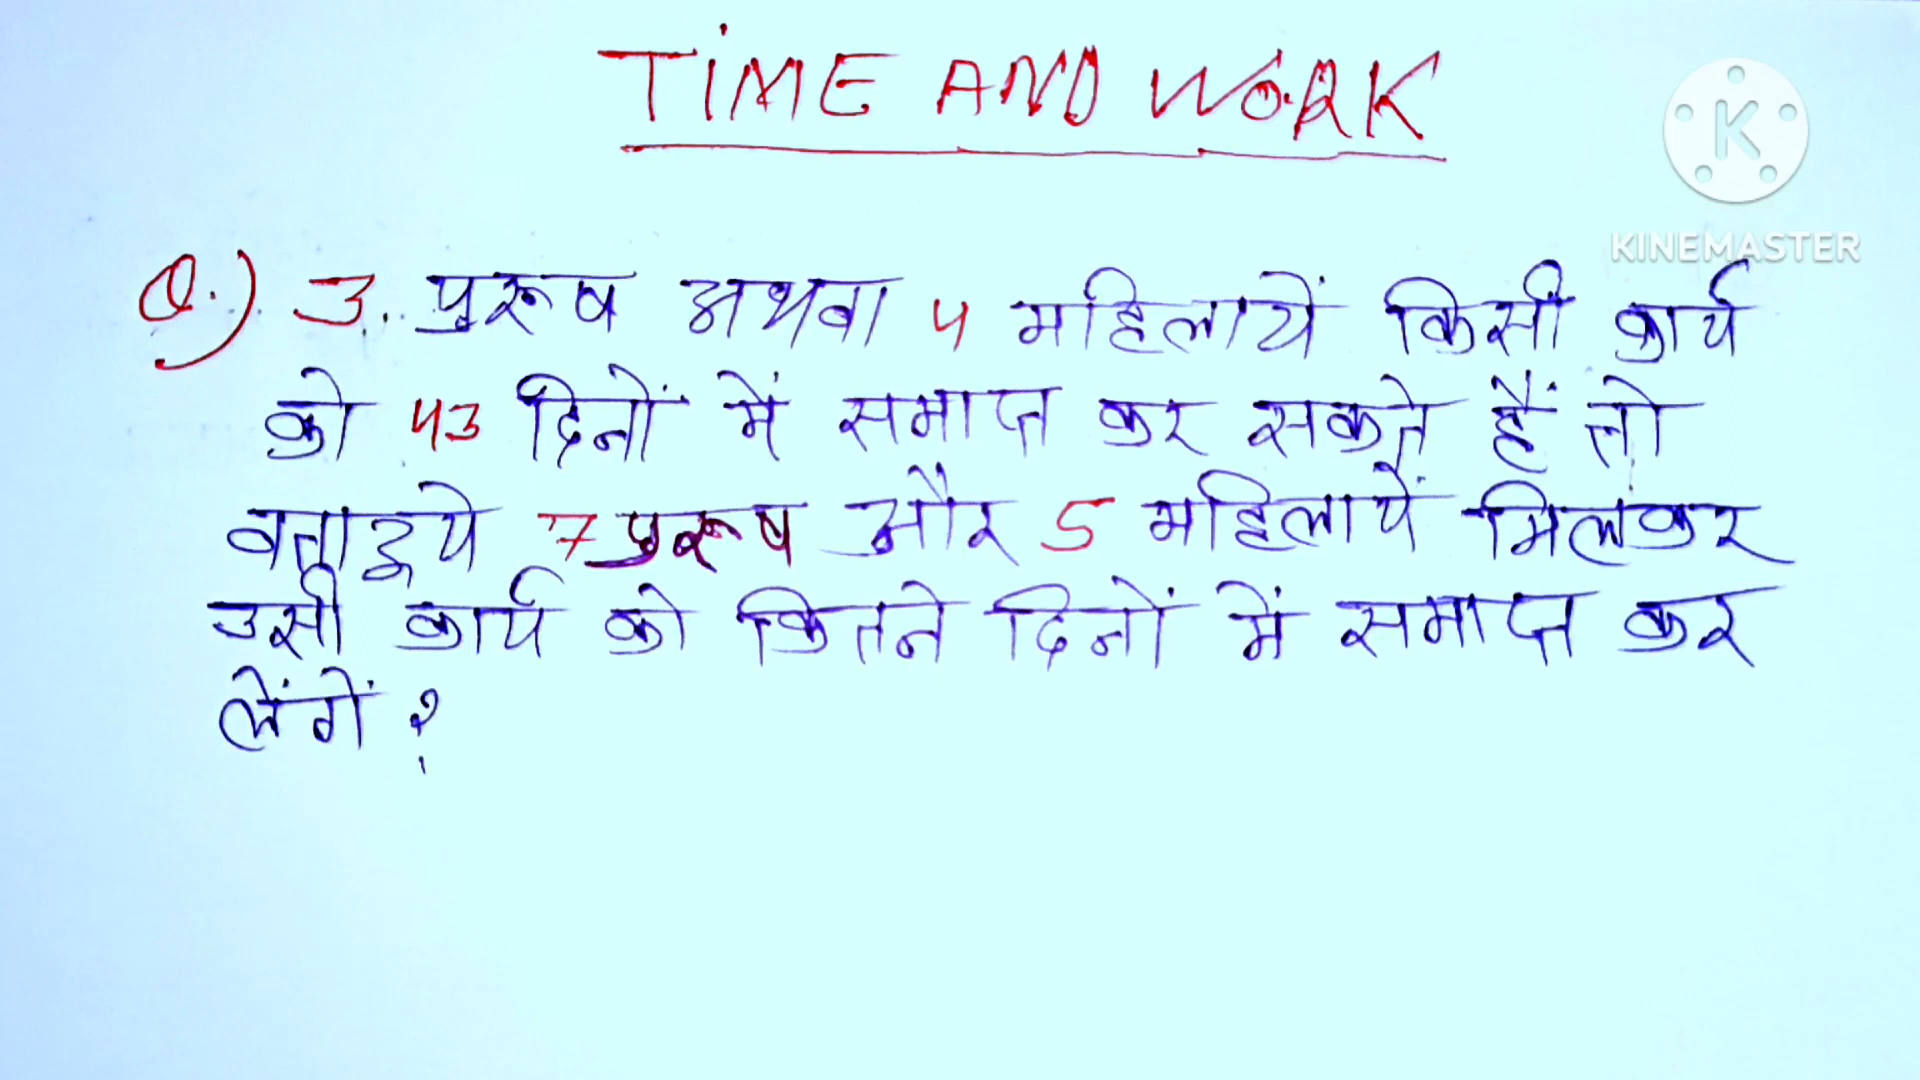 TIME AND WORK
K
KINEMASTER
Q.) 3. पुरूष अथवा 4 महिलायें किसी कार्य
को 43 दिनों में समाप्त कर सकते हैं तो
बताइये 7 पुरूष और 5 महिलायें मिलकर
उसी कार्य को कितने दिनों में समाप्त कर
लेंगें ?